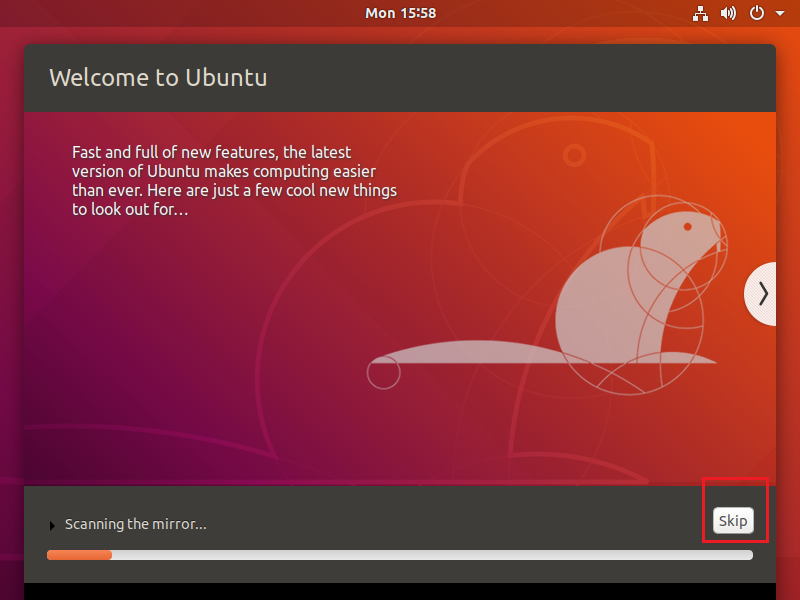 Mon 15:58
Welcome to Ubuntu
Fast and full of new features, the latest
version of Ubuntu makes computing easier
than ever. Here are just a few cool new things
to look out for…
Scanning the mirror...
Skip